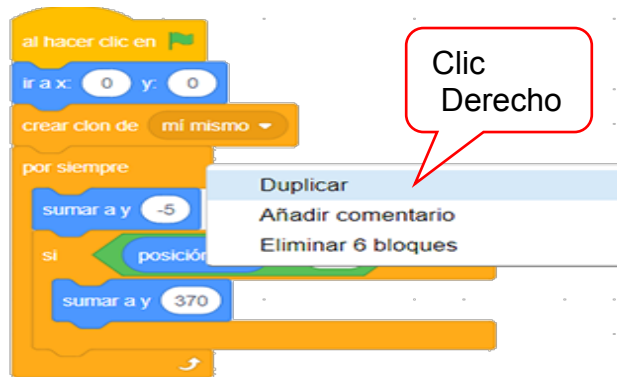 al hacer clic en
ir a x: 0 y: 0
crear clon de mí mismo
por siempre
sumar a y -5
si posición
sumar a y 370
Clic
Derecho
Duplicar
Añadir comentario
Eliminar 6 bloques